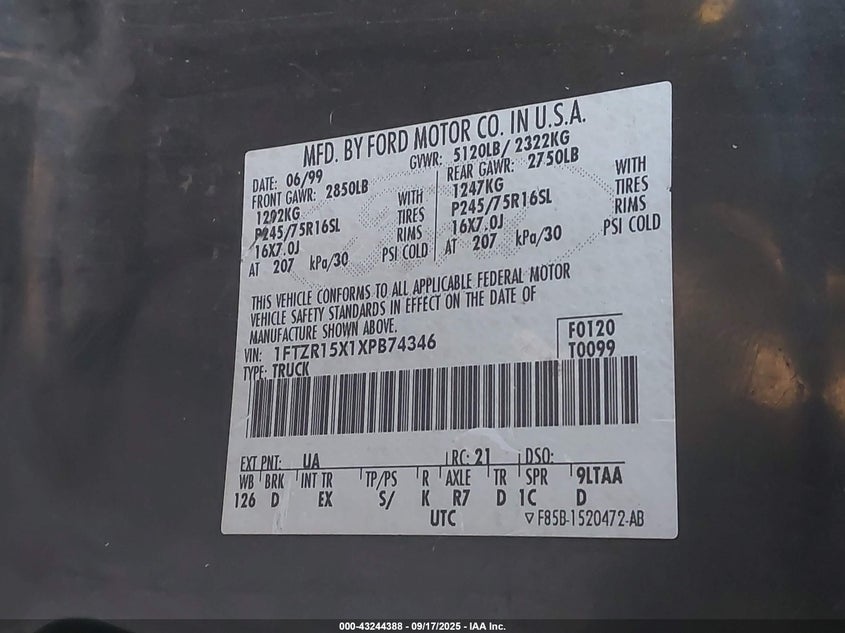 MFD. BY FORD MOTOR CO. IN U.S.A.
DATE: 06/99 GVWR: 5120LB/ 2322KG
FRONT GAWR: 2850LB REAR GAWR: 2750LB
1292KG WITH 1247KG WITH
P245/75R16SL TIRES P245/75R16SL TIRES
16X7.0J RIMS 16X7.0J RIMS
AT 207 kPa/30 PSI COLD AT 207 kPa/30 PSI COLD
THIS VEHICLE CONFORMS TO ALL APPLICABLE FEDERAL MOTOR
VEHICLE SAFETY STANDARDS IN EFFECT ON THE DATE OF
MANUFACTURE SHOWN ABOVE.
VIN: 1FTZR15X1XPB74346 F0120
TYPE: TRUCK T0099
EXT PNT: UA RC: 21 DSO:
WB BRK INT TR TP/PS R AXLE TR SPR 9LTAA
126 D EX S/ K R7 D 1C D
UTC ▽F85B-1520472-AB
000-43244388 - 09/17/2025 - IAA Inc.